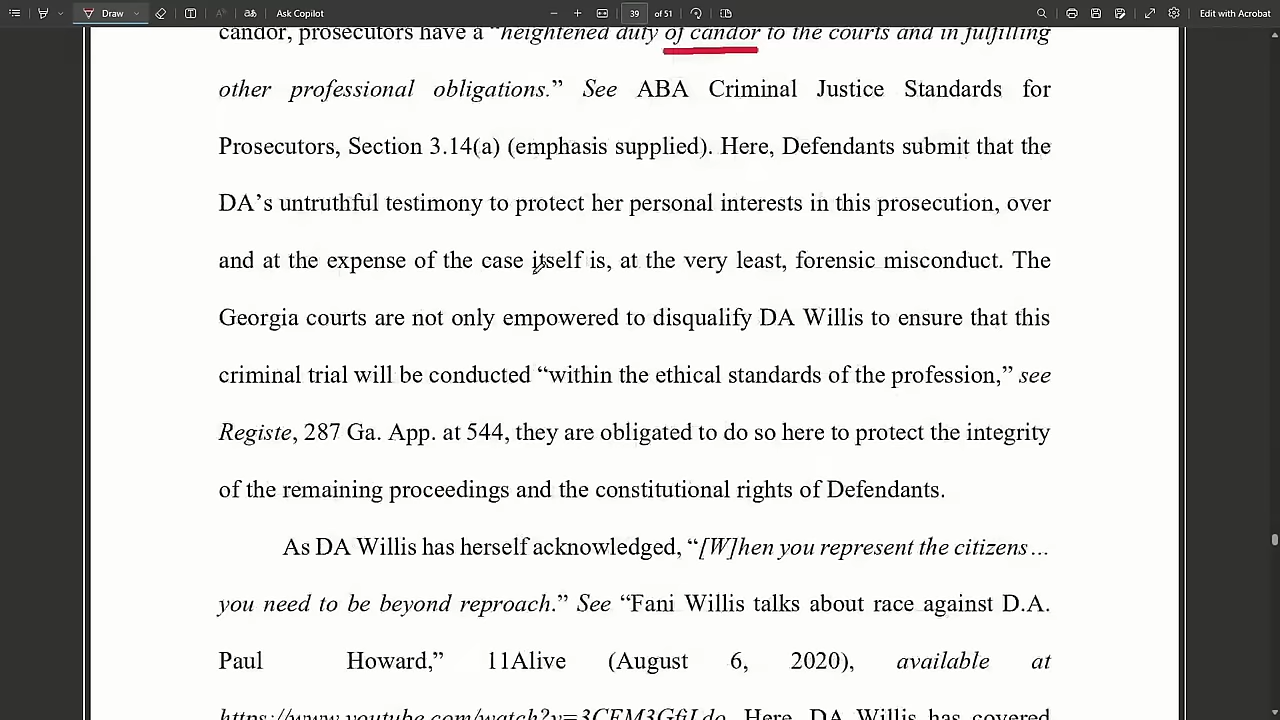 Draw
Ask Copilot
39 of 51
Edit with Acrobat
candor, prosecutors have a “heightened duty of candor to the courts and in fulfilling
other professional obligations.” See ABA Criminal Justice Standards for
Prosecutors, Section 3.14(a) (emphasis supplied). Here, Defendants submit that the
DA’s untruthful testimony to protect her personal interests in this prosecution, over
and at the expense of the case itself is, at the very least, forensic misconduct. The
Georgia courts are not only empowered to disqualify DA Willis to ensure that this
criminal trial will be conducted “within the ethical standards of the profession,” see
Registe, 287 Ga. App. at 544, they are obligated to do so here to protect the integrity
of the remaining proceedings and the constitutional rights of Defendants.
As DA Willis has herself acknowledged, “[W]hen you represent the citizens…
you need to be beyond reproach.” See “Fani Willis talks about race against D.A.
Paul Howard,” 11Alive (August 6, 2020), available at
Here, DA Willis has covered